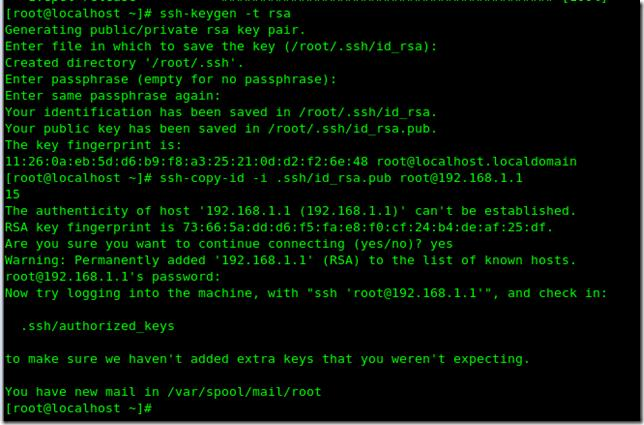 [root@localhost ~]# ssh-keygen -t rsa
Generating public/private rsa key pair.
Enter file in which to save the key (/root/.ssh/id_rsa):
Created directory '/root/.ssh'.
Enter passphrase (empty for no passphrase):
Enter same passphrase again:
Your identification has been saved in /root/.ssh/id_rsa.
Your public key has been saved in /root/.ssh/id_rsa.pub.
The key fingerprint is:
11:26:0a:eb:5d:d6:b9:f8:a3:25:21:0d:d2:f2:6e:48 root@localhost.localdomain
[root@localhost ~]# ssh-copy-id -i .ssh/id_rsa.pub root@192.168.1.1
15
The authenticity of host '192.168.1.1 (192.168.1.1)' can't be established.
RSA key fingerprint is 73:66:5a:dd:d6:f5:fa:e8:f0:cf:24:b4:de:af:25:df.
Are you sure you want to continue connecting (yes/no)? yes
Warning: Permanently added '192.168.1.1' (RSA) to the list of known hosts.
root@192.168.1.1's password:
Now try logging into the machine, with "ssh 'root@192.168.1.1'", and check in:
.ssh/authorized_keys
to make sure we haven't added extra keys that you weren't expecting.
You have new mail in /var/spool/mail/root
[root@localhost ~]#